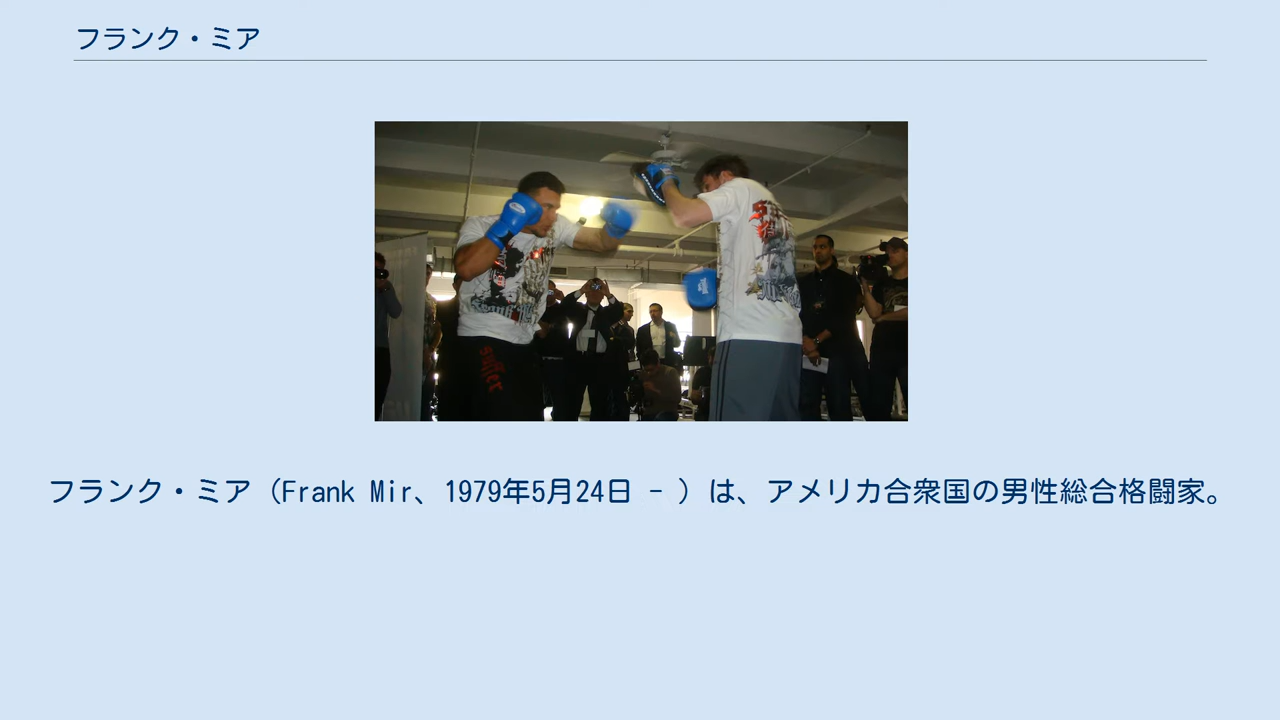 フランク・ミア
suffer
フランク・ミア（Frank Mir、1979年5月24日 - ）は、アメリカ合衆国の男性総合格闘家。